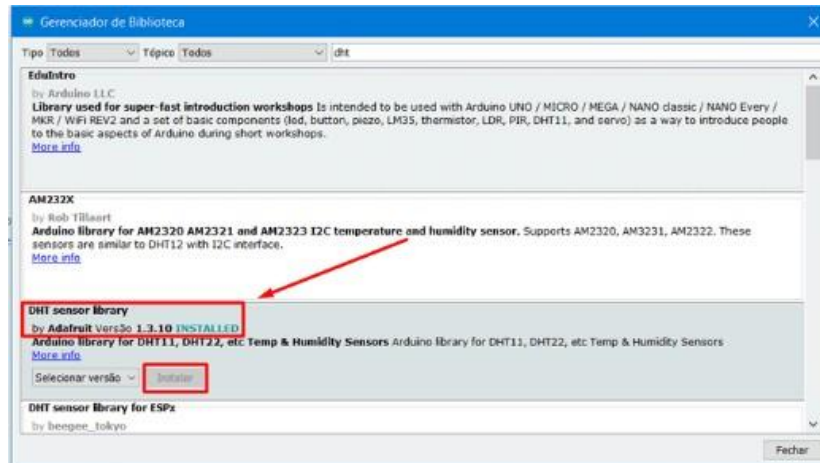 Gerenciador de Biblioteca
Tipo Todos Tópico Todos dht
EduIntro
by Arduino LLC
Library used for super-fast introduction workshops Is intended to be used with Arduino UNO / MICRO / MEGA / NANO classic / NANO Every /
MKR / WiFi REV2 and a set of basic components (led, button, piezo, LM35, thermistor, LDR, PIR, DHT11, and servo) as a way to introduce people
to the basic aspects of Arduino during short workshops.
More info
AM232X
by Rob Tillaart
Arduino library for AM2320 AM2321 and AM2323 I2C temperature and humidity sensor. Supports AM2320, AM3231, AM2322. These
sensors are similar to DHT12 with I2C interface.
More info
DHT sensor library
by Adafruit Versão 1.3.10 INSTALLED
Arduino library for DHT11, DHT22, etc Temp & Humidity Sensors Arduino library for DHT11, DHT22, etc Temp & Humidity Sensors
More info
Selecionar versão Instalar
DHT sensor library for ESPx
by beegee_tokyo
Fechar